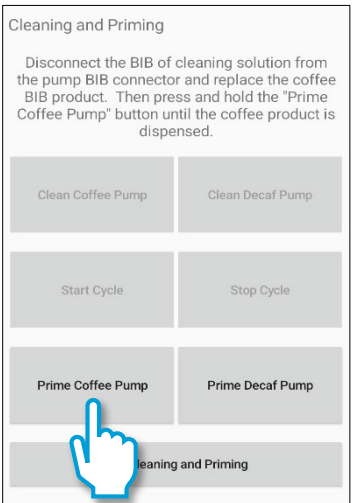 Cleaning and Priming
Disconnect the BIB of cleaning solution from
the pump BIB connector and replace the coffee
BIB product. Then press and hold the "Prime
Coffee Pump" button until the coffee product is
dispensed.
Clean Coffee Pump
Clean Decaf Pump
Start Cycle
Stop Cycle
Prime Coffee Pump
Prime Decaf Pump
leaning and Priming